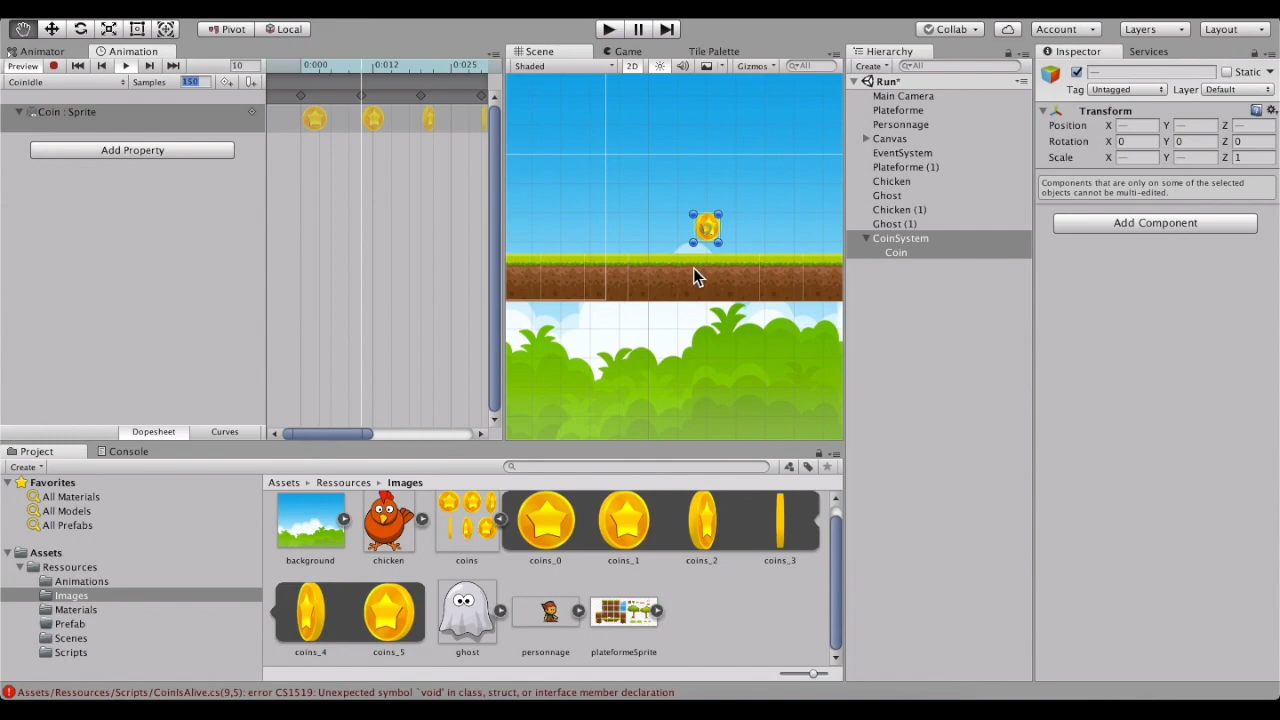 Pivot Local Collab Account Layers Layout
Animator Animation
Preview 10 0:000 0:012 0:025
CoinIdle Samples 150
Coin : Sprite
Add Property
Dopesheet Curves
Scene Game Tile Palette
Shaded 2D Gizmos All
Hierarchy
Create All
Run*
Main Camera
Plateforme
Personnage
Canvas
EventSystem
Plateforme (1)
Chicken
Ghost
Chicken (1)
Ghost (1)
CoinSystem
Coin
Inspector Services
— Static
Tag Untagged Layer Default
Transform
Position X — Y — Z —
Rotation X 0 Y 0 Z 0
Scale X — Y — Z 1
Components that are only on some of the selected
objects cannot be multi-edited.
Add Component
Project Console
Create
Favorites
All Materials
All Models
All Prefabs
Assets
Ressources
Animations
Images
Materials
Prefab
Scenes
Scripts
Assets Ressources Images
background chicken coins coins_0 coins_1 coins_2 coins_3
coins_4 coins_5 ghost personnage plateformeSprite
Assets/Ressources/Scripts/CoinIsAlive.cs(9,5): error CS1519: Unexpected symbol `void' in class, struct, or interface member declaration